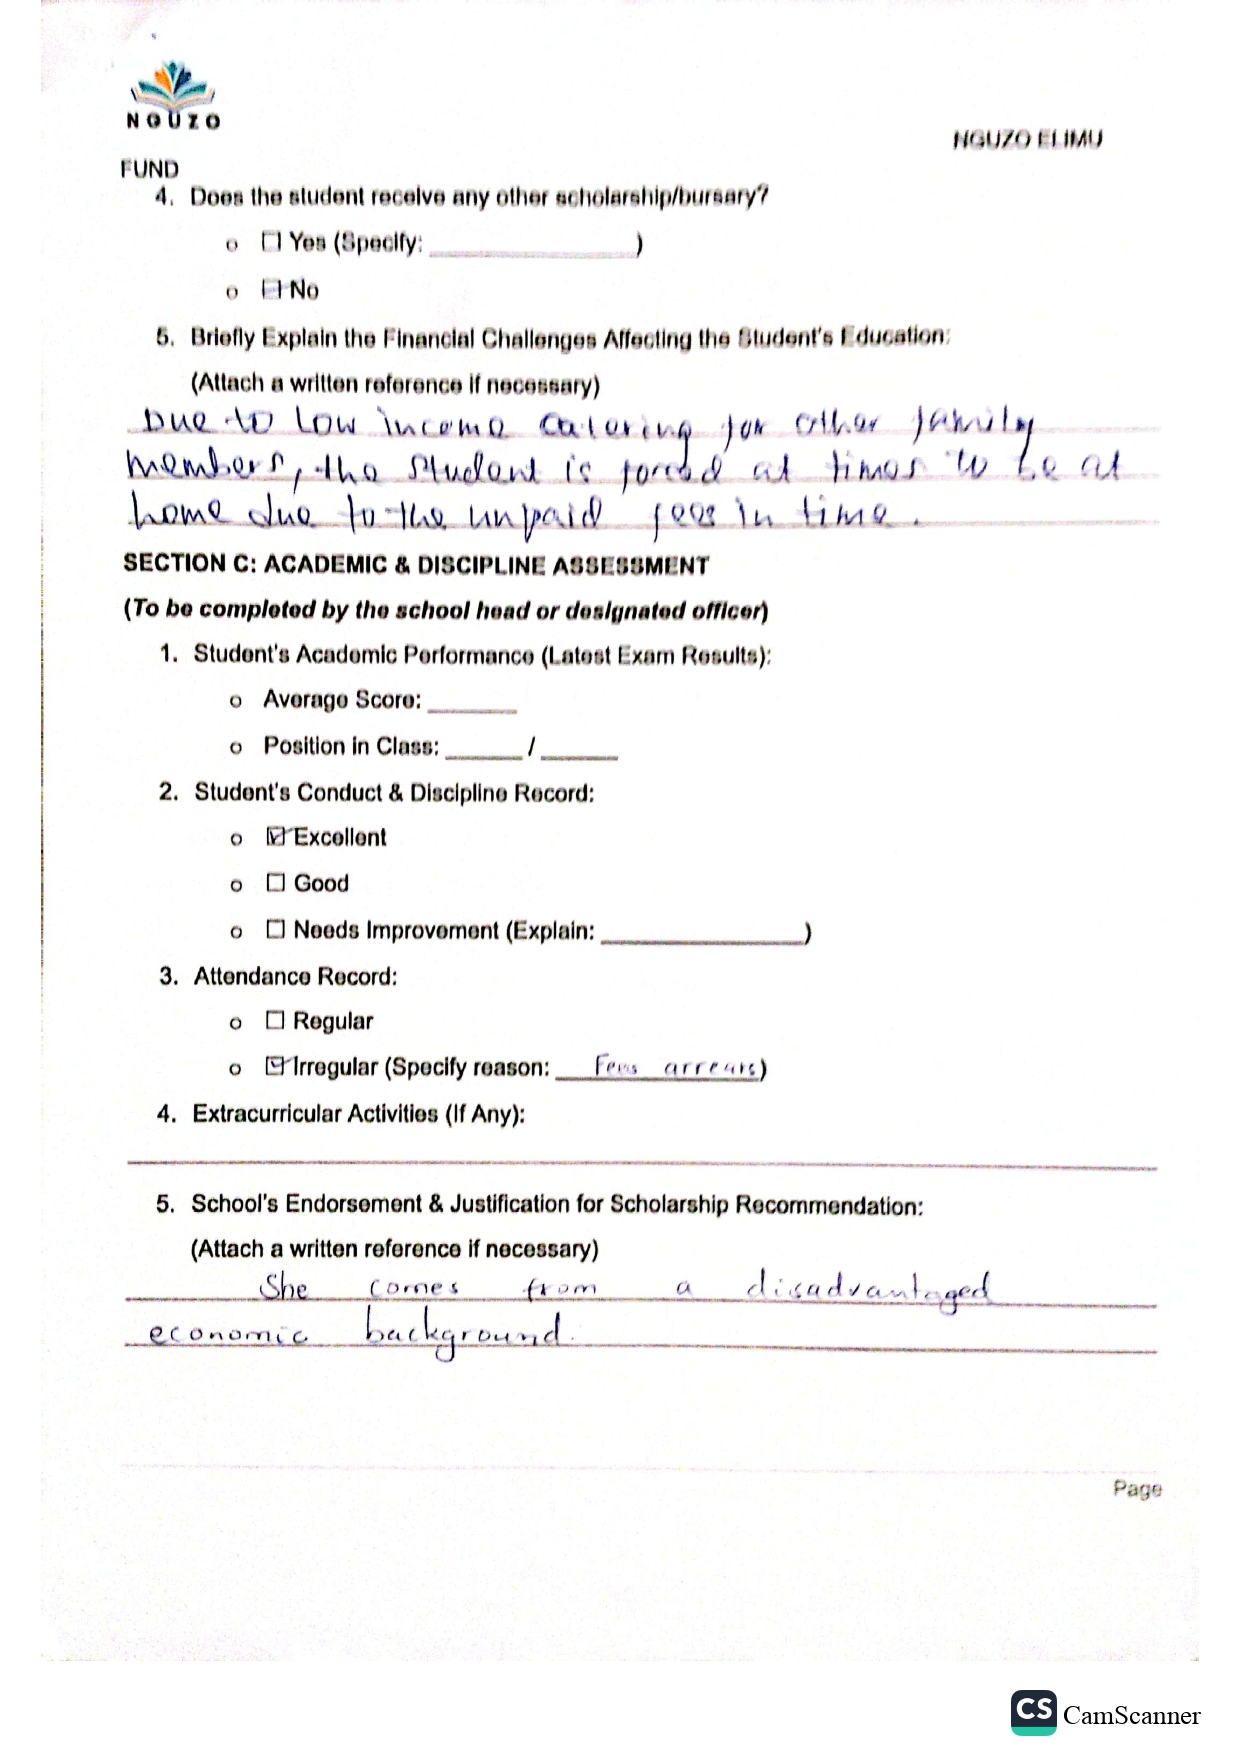 NGUZO
NGUZO ELIMU
FUND
4. Does the student receive any other scholarship/bursary?
o ☐ Yes (Specify: _______________)
o ☐ No
5. Briefly Explain the Financial Challenges Affecting the Student's Education:
(Attach a written reference if necessary)
Due to low income catering for other family
members, the student is forced at times to be at
home due to the unpaid fees in time.
SECTION C: ACADEMIC & DISCIPLINE ASSESSMENT
(To be completed by the school head or designated officer)
1. Student's Academic Performance (Latest Exam Results):
o Average Score: _______
o Position in Class: ______ / ______
2. Student's Conduct & Discipline Record:
o ☑ Excellent
o ☐ Good
o ☐ Needs Improvement (Explain: _______________)
3. Attendance Record:
o ☐ Regular
o ☑ Irregular (Specify reason: Fees arrears)
4. Extracurricular Activities (If Any):
5. School's Endorsement & Justification for Scholarship Recommendation:
(Attach a written reference if necessary)
She comes from a disadvantaged
economic background.
Page
CS CamScanner